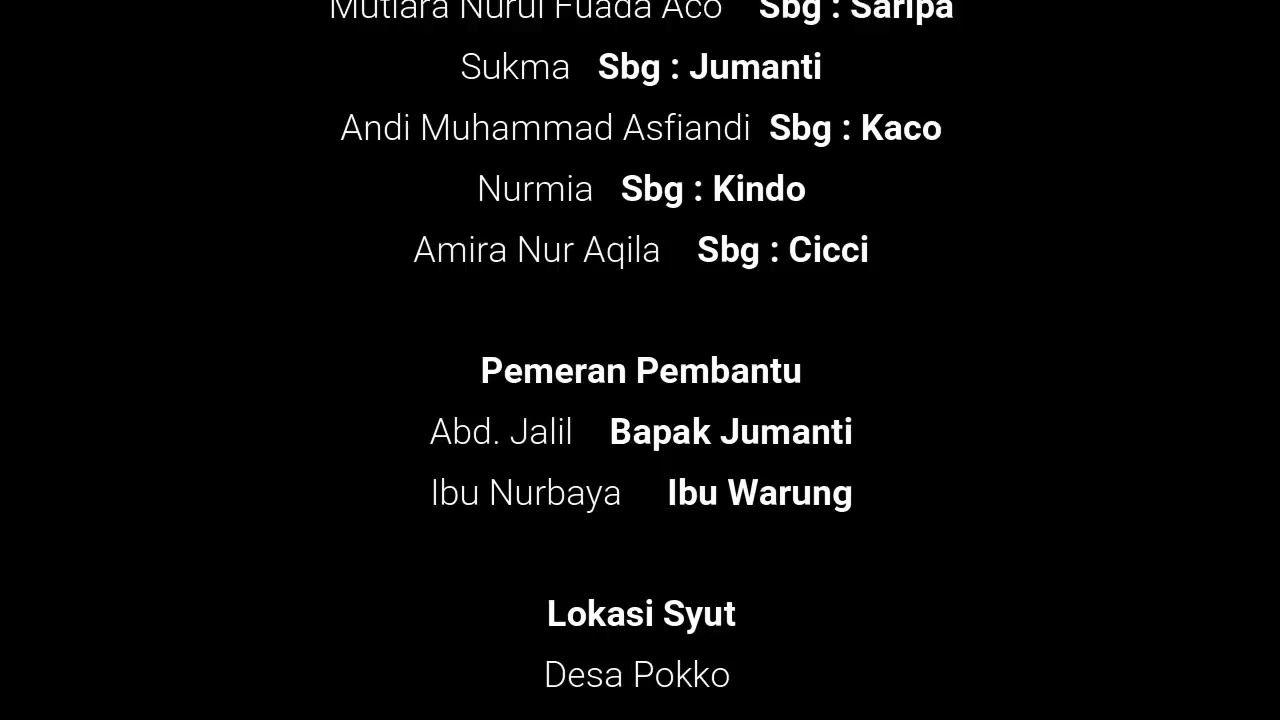 Mutiara Nurul Fuada Aco Sbg : Saripa
Sukma Sbg : Jumanti
Andi Muhammad Asfiandi Sbg : Kaco
Nurmia Sbg : Kindo
Amira Nur Aqila Sbg : Cicci
Pemeran Pembantu
Abd. Jalil Bapak Jumanti
Ibu Nurbaya Ibu Warung
Lokasi Syut
Desa Pokko